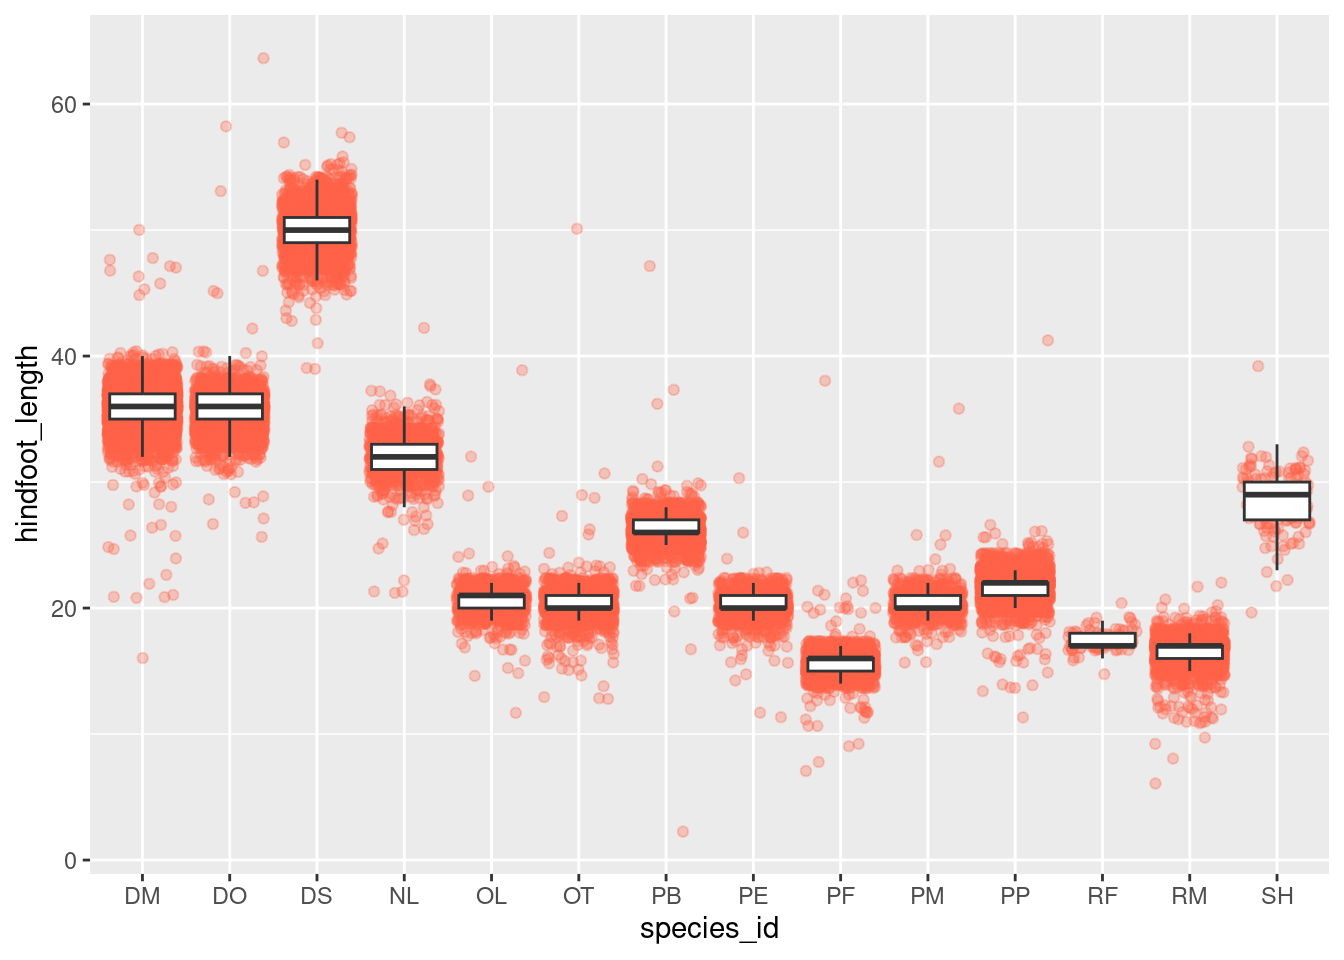 hindfoot_length
60
40
20
0
DM DO DS NL OL OT PB PE PF PM PP RF RM SH
species_id